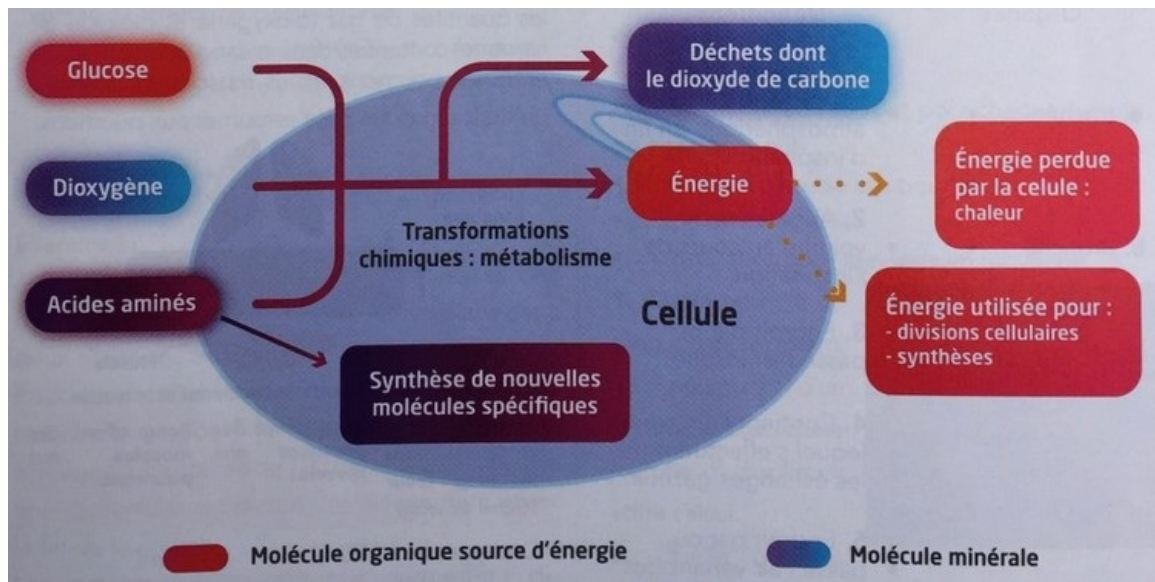 Glucose
Déchets dont
le dioxyde de carbone
Dioxygène
Énergie
Énergie perdue
par la celule :
chaleur
Transformations
chimiques : métabolisme
Acides aminés
Cellule
Énergie utilisée pour :
- divisions cellulaires
- synthèses
Synthèse de nouvelles
molécules spécifiques
Molécule organique source d'énergie
Molécule minérale